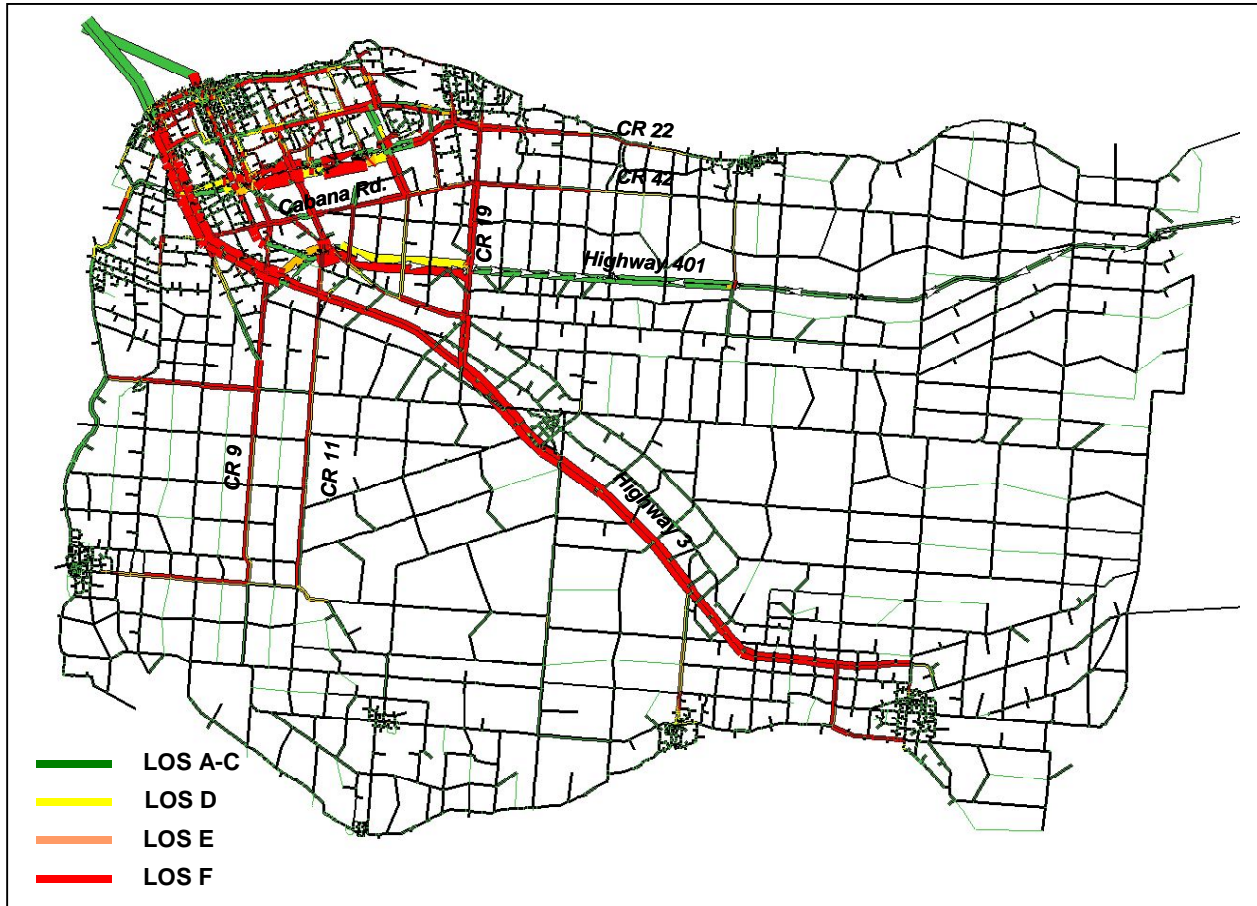 CR 22
CR 42
Cabana Rd.
CR 19
Highway 401
CR 9
CR 11
Highway 3
LOS A-C
LOS D
LOS E
LOS F